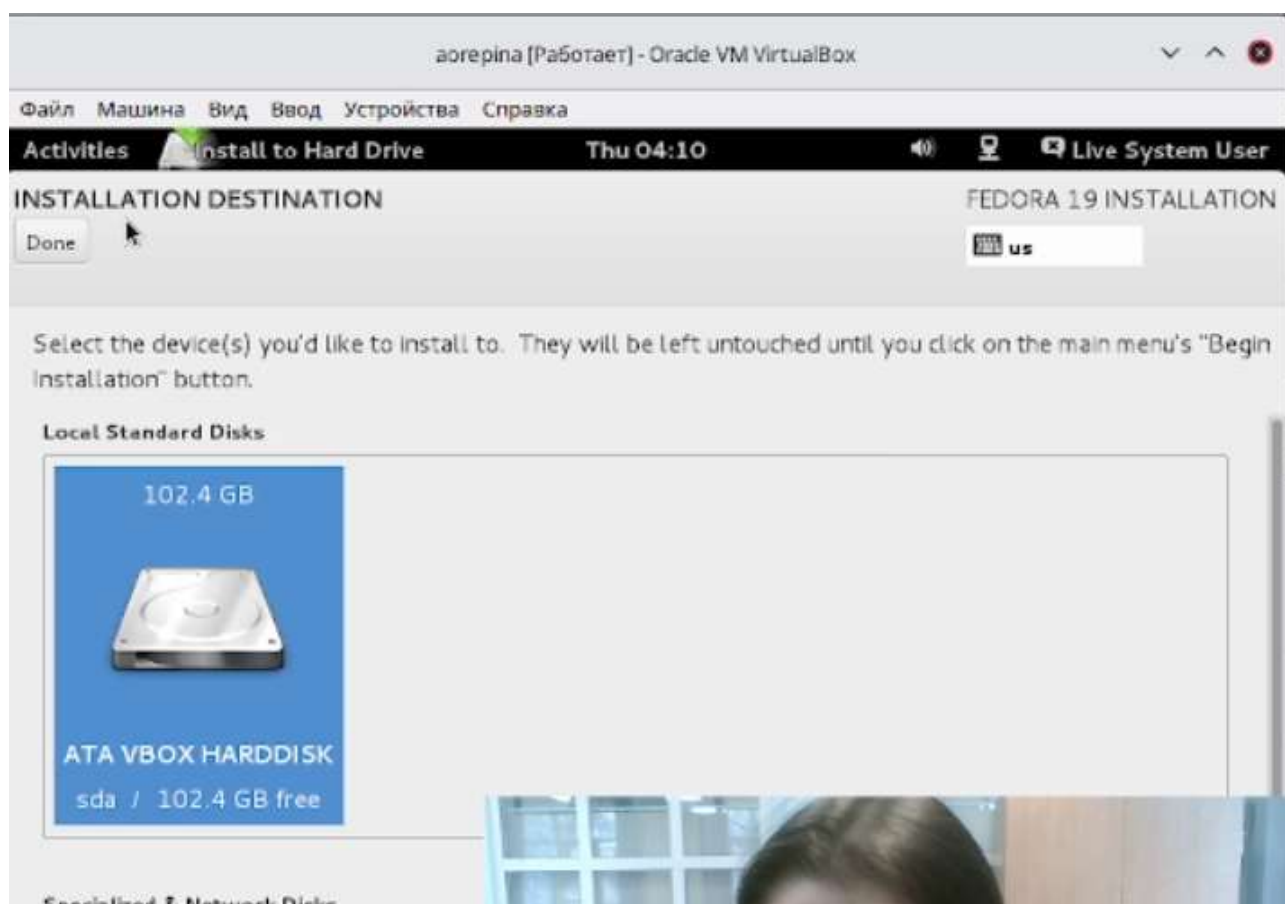 aorepina [Работает] - Oracle VM VirtualBox
Файл Машина Вид Ввод Устройства Справка
Activities Install to Hard Drive Thu 04:10 Live System User
INSTALLATION DESTINATION FEDORA 19 INSTALLATION
Done us
Select the device(s) you'd like to install to. They will be left untouched until you click on the main menu's "Begin
Installation" button.
Local Standard Disks
102.4 GB
ATA VBOX HARDDISK
sda / 102.4 GB free
Specialized & Network Disks